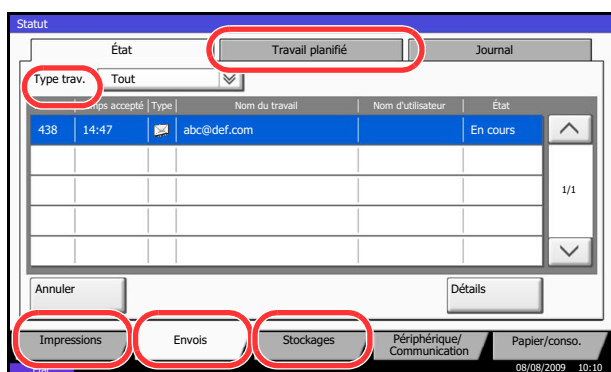 Statut
État Travail planifié Journal
Type trav. Tout
accepté Type Nom du travail Nom d'utilisateur État
438 14:47 abc@def.com En cours
1/1
Annuler Détails
Impressions Envois Stockages Périphérique/ Communication Papier/conso.
08/08/2009 10:10